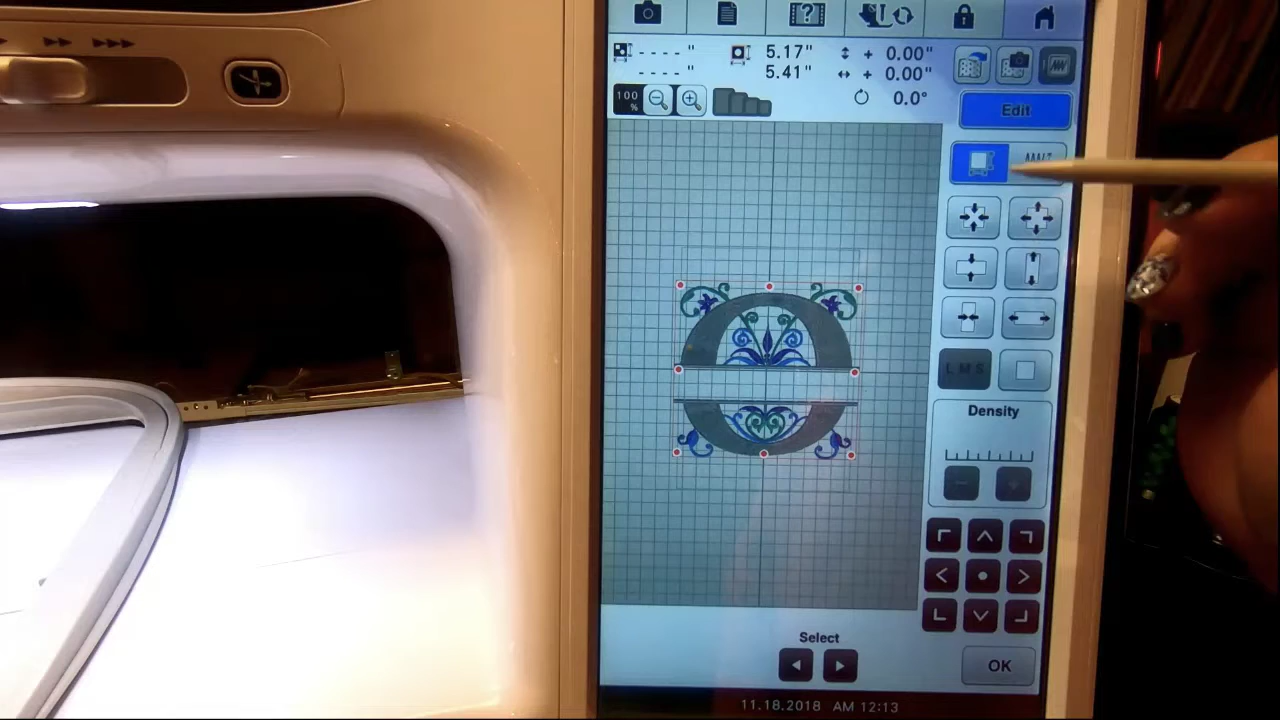 - - - - " 5.17" + 0.00"
- - - - " 5.41" + 0.00"
100 % 0.0°
Edit
L M S
Density
Select
OK
11.18.2018 AM 12:13